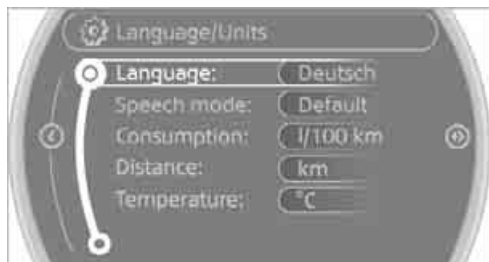 Language/Units
Language: Deutsch
Speech mode: Default
Consumption: l/100 km
Distance: km
Temperature: °C